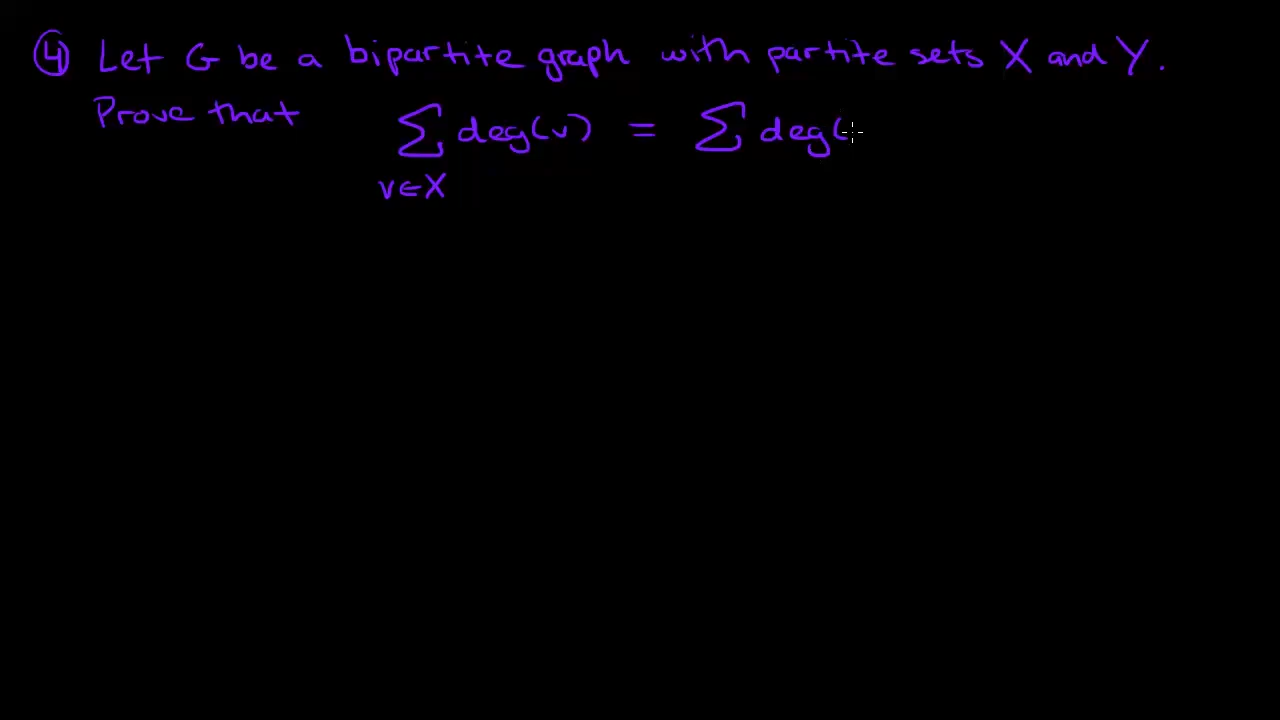 ④ Let G be a bipartite graph with partite sets X and Y.
Prove that ∑ deg(v) = ∑ deg(
v∈X